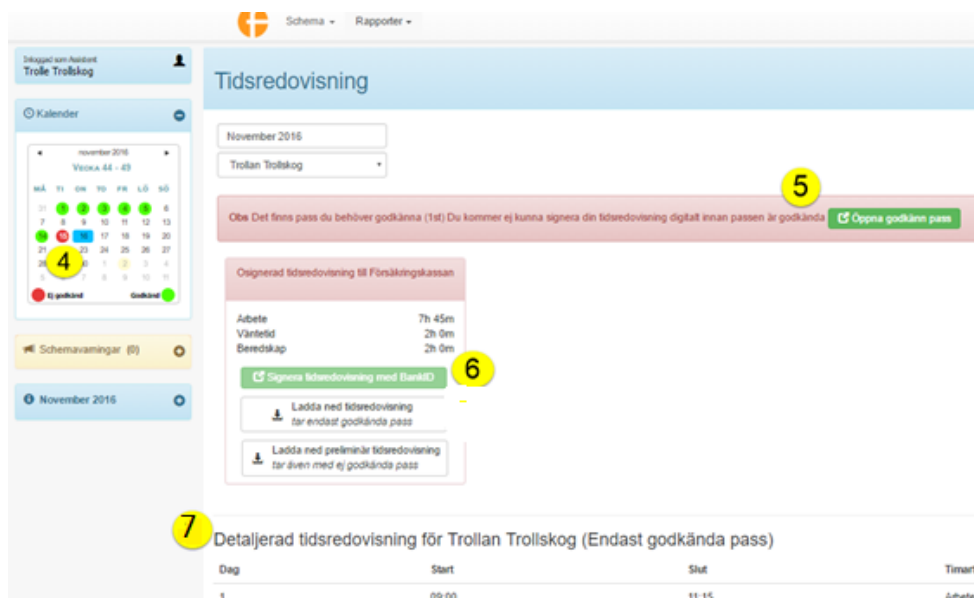 Schema
Rapporter
Inloggad som Assistent
Trolle Trollskog
Tidsredovisning
Kalender
november 2016
VECKA 44 - 49
MÅ TI ON TO FR LÖ SÖ
31 1 2 3 4 5 6
7 8 9 10 11 12 13
14 15 16 17 18 19 20
21 23 24 25 26 27
28 30 1 2 3 4
5 8 9 10 11
4
Ej godkänd
Godkänd
Schemavarningar (0)
November 2016
November 2016
Trollan Trollskog
5
Obs Det finns pass du behöver godkänna (1st) Du kommer ej kunna signera din tidsredovisning digitalt innan passen är godkända
Öppna godkänn pass
Osignerad tidsredovisning till Försäkringskassan
Arbete 7h 45m
Väntetid 2h 0m
Beredskap 2h 0m
Signera tidsredovisning med BankID
6
Ladda ned tidsredovisning
tar endast godkända pass
Ladda ned preliminär tidsredovisning
tar även med ej godkända pass
7
Detaljerad tidsredovisning för Trollan Trollskog (Endast godkända pass)
Dag Start Slut Timart
1 09:00 11:15 Arbete